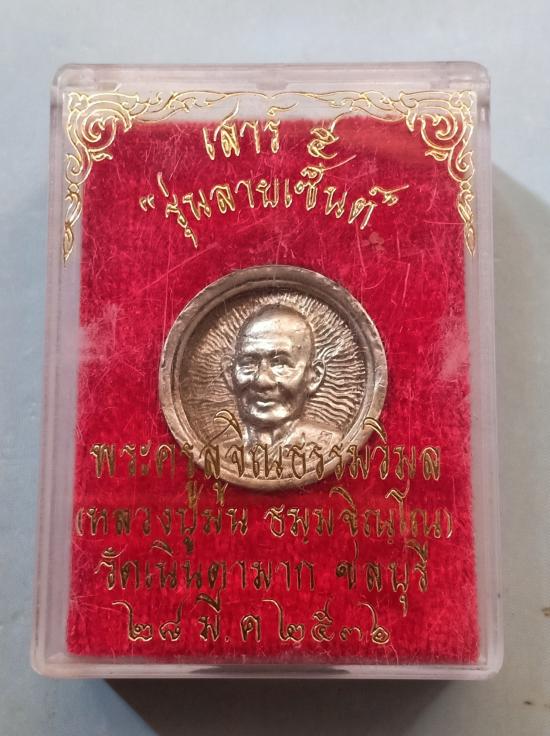 เสาร์ ๕
"รุ่นลายเซ็นต์"
พระครูสุจิณธรรมวิมล
(หลวงปู่ม่น ธมฺมจิณฺโณ)
วัดเนินตามาก ชลบุรี
๒๘ มี.ค ๒๕๓๖